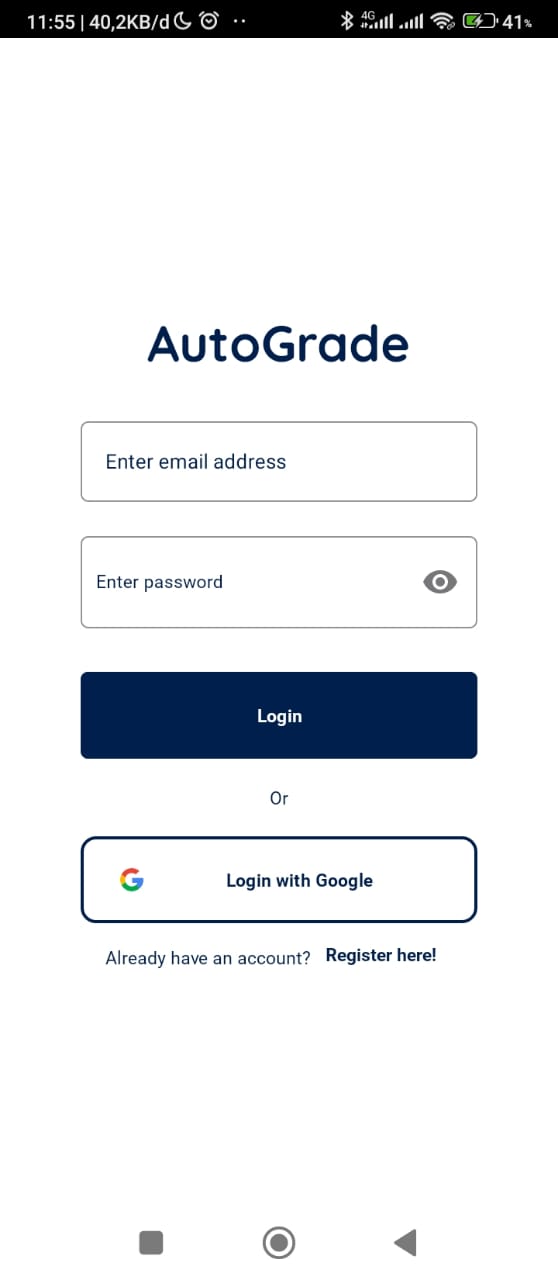 11:55 | 40,2KB/d
4G
41%
AutoGrade
Enter email address
Enter password
Login
Or
G
Login with Google
Already have an account? Register here!